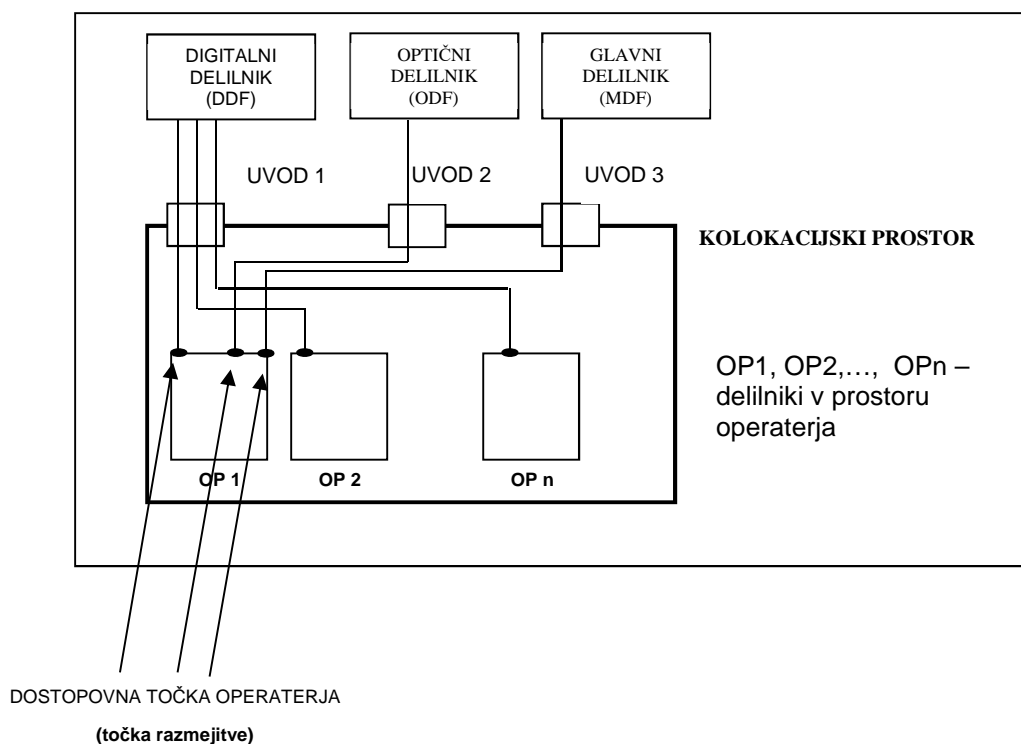 DIGITALNI
DELILNIK
(DDF)
OPTIČNI
DELILNIK
(ODF)
GLAVNI
DELILNIK
(MDF)
UVOD 1
UVOD 2
UVOD 3
KOLOKACIJSKI PROSTOR
OP1, OP2,…, OPn –
delilniki v prostoru
operaterja
OP 1
OP 2
OP n
DOSTOPOVNA TOČKA OPERATERJA
(točka razmejitve)